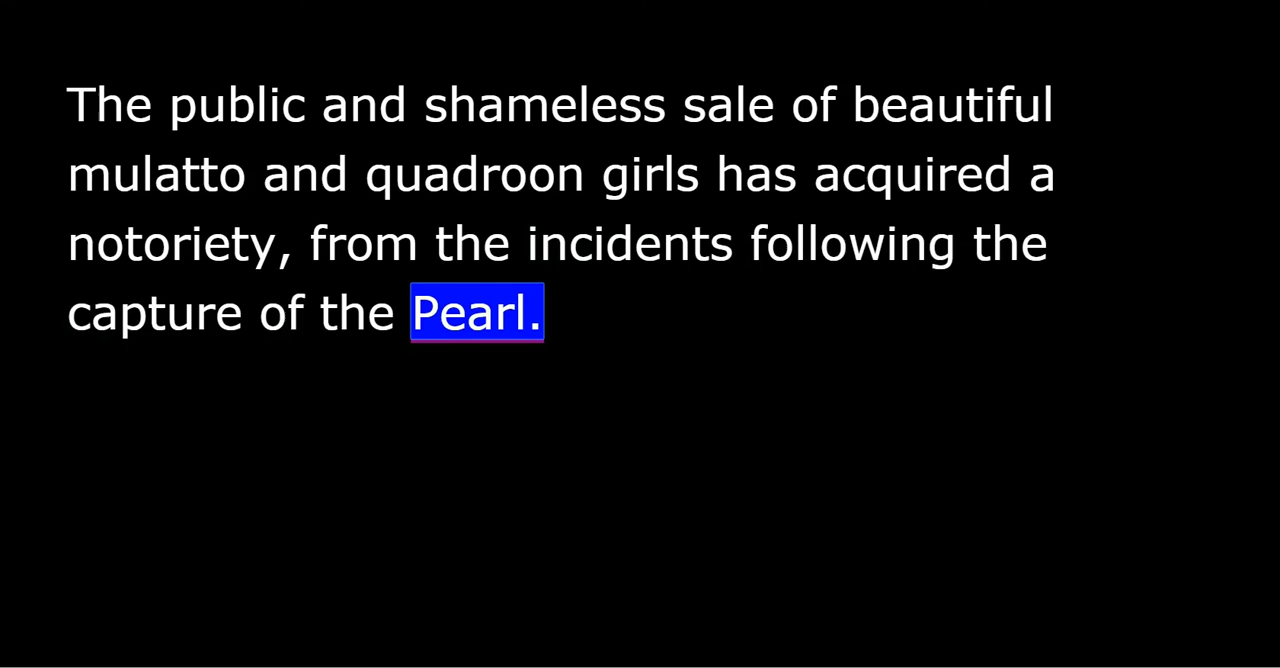 The public and shameless sale of beautiful
mulatto and quadroon girls has acquired a
notoriety, from the incidents following the
capture of the Pearl.